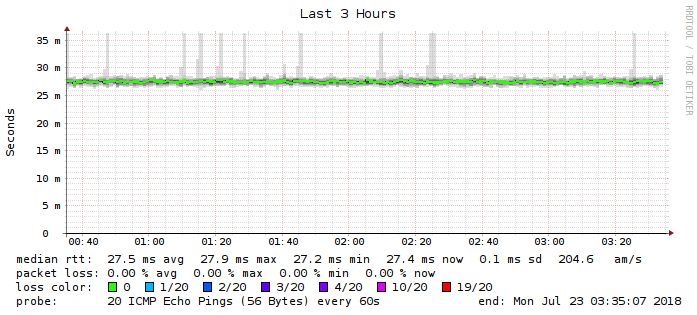 Last 3 Hours
RRDTOOL / TOBI OETIKER
Seconds
35 m
30 m
25 m
20 m
15 m
10 m
5 m
0
00:40 01:00 01:20 01:40 02:00 02:20 02:40 03:00 03:20
median rtt: 27.5 ms avg 27.9 ms max 27.2 ms min 27.4 ms now 0.1 ms sd 204.6 am/s
packet loss: 0.00 % avg 0.00 % max 0.00 % min 0.00 % now
loss color: 0 1/20 2/20 3/20 4/20 10/20 19/20
probe: 20 ICMP Echo Pings (56 Bytes) every 60s end: Mon Jul 23 03:35:07 2018